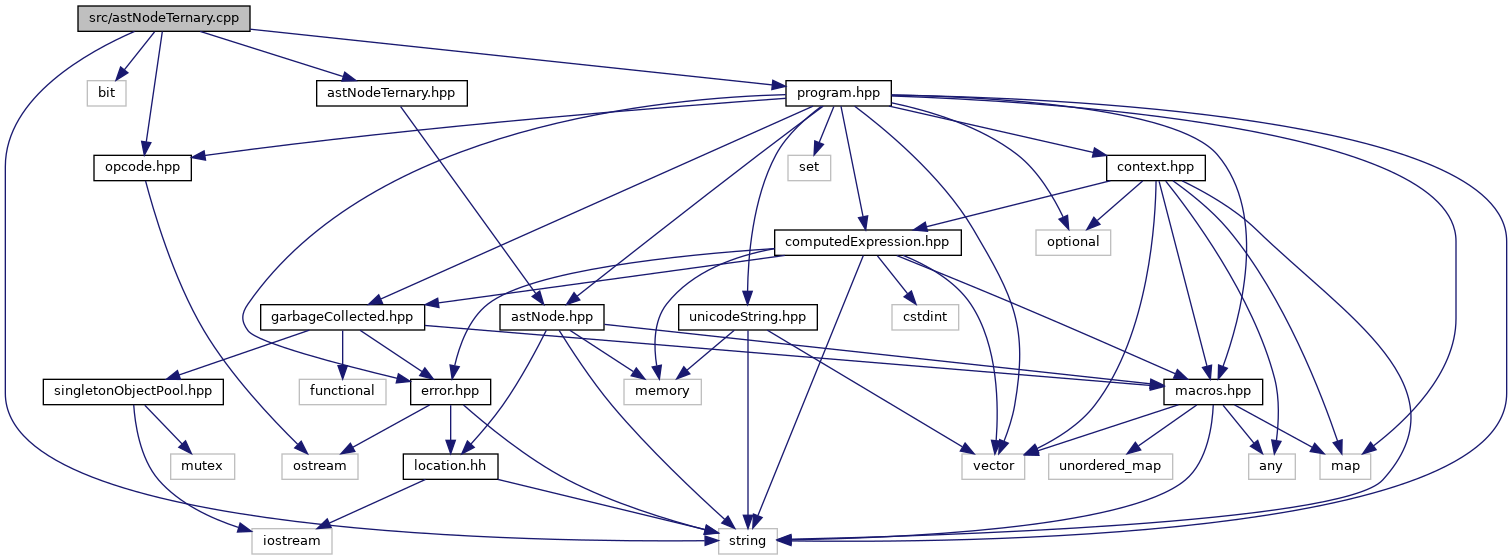 src/astNodeTernary.cpp
bit
astNodeTernary.hpp
program.hpp
opcode.hpp
set
context.hpp
computedExpression.hpp
optional
garbageCollected.hpp
astNode.hpp
unicodeString.hpp
cstdint
singletonObjectPool.hpp
functional
error.hpp
memory
macros.hpp
mutex
ostream
location.hh
vector
unordered_map
any
map
iostream
string